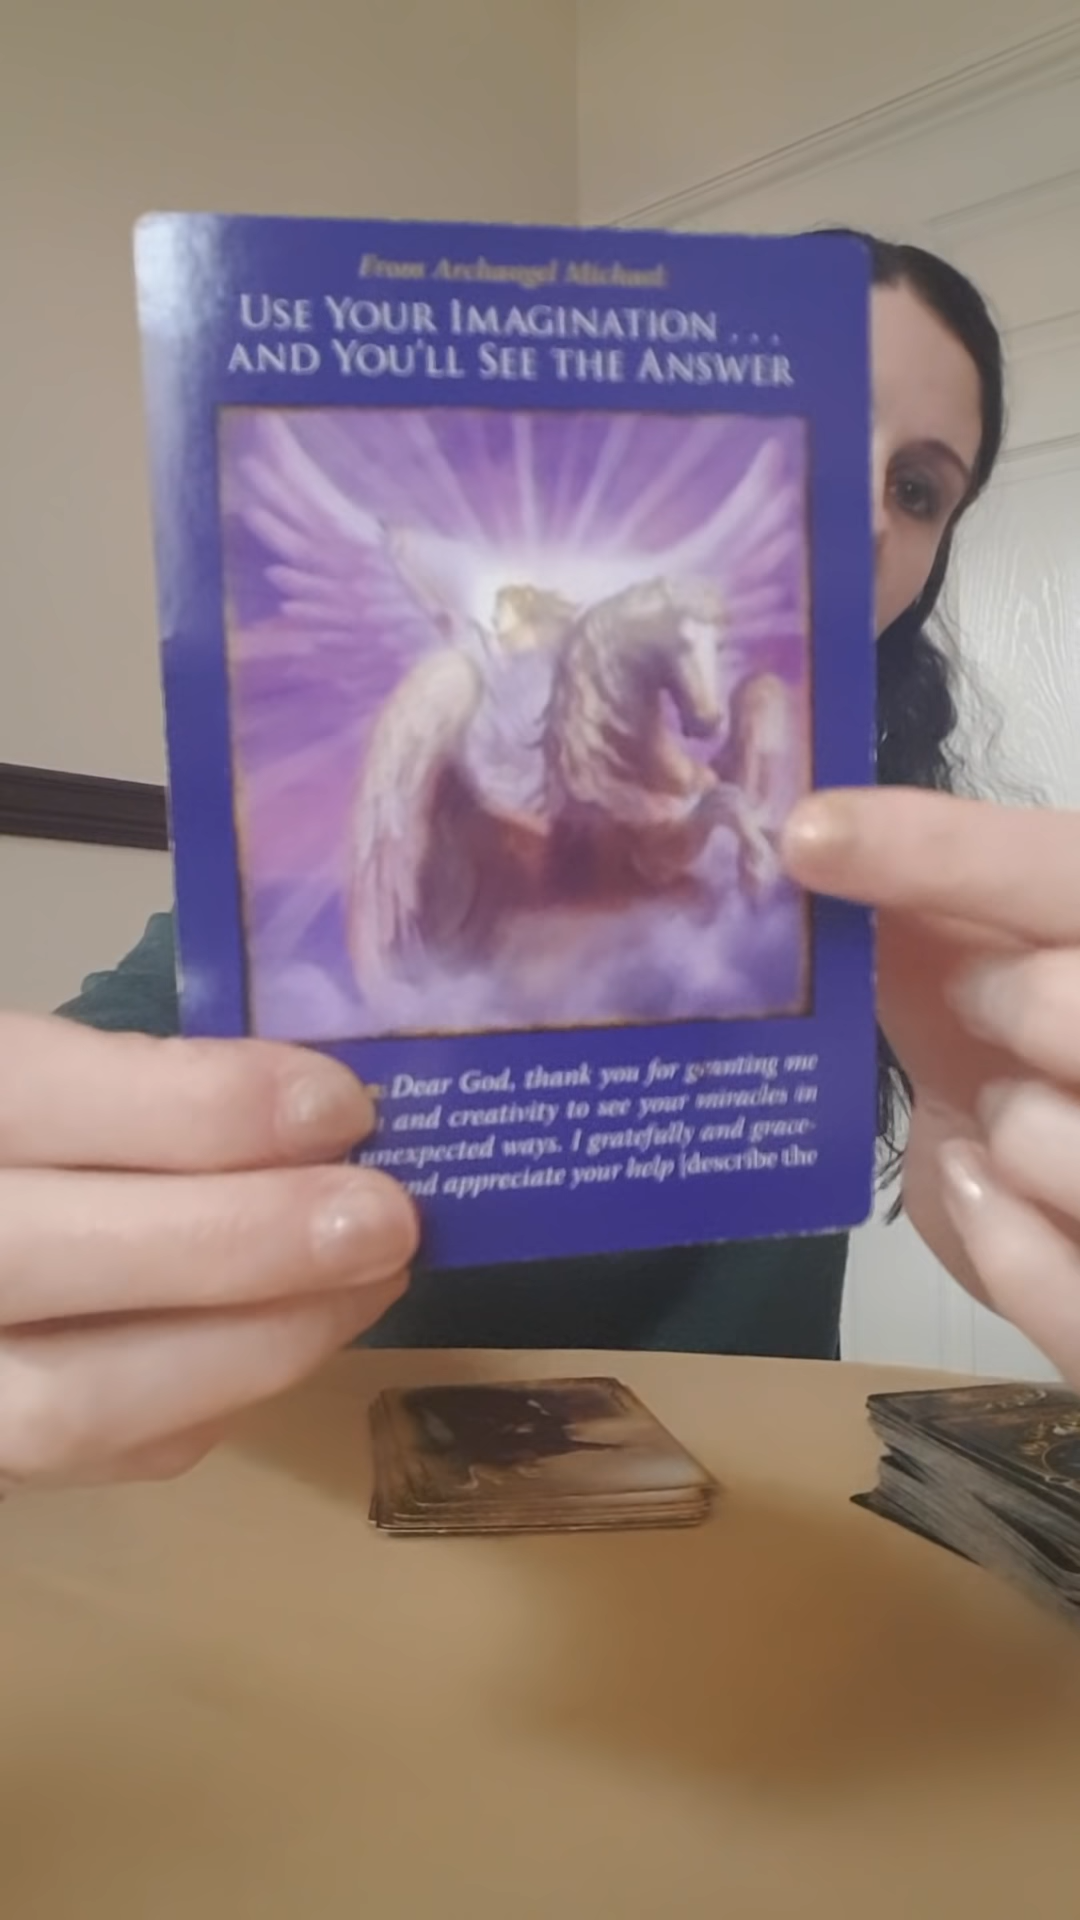 From Archangel Michael:
USE YOUR IMAGINATION . . .
AND YOU'LL SEE THE ANSWER
Dear God, thank you for granting me
and creativity to see your miracles in
unexpected ways. I gratefully and grace-
and appreciate your help [describe the